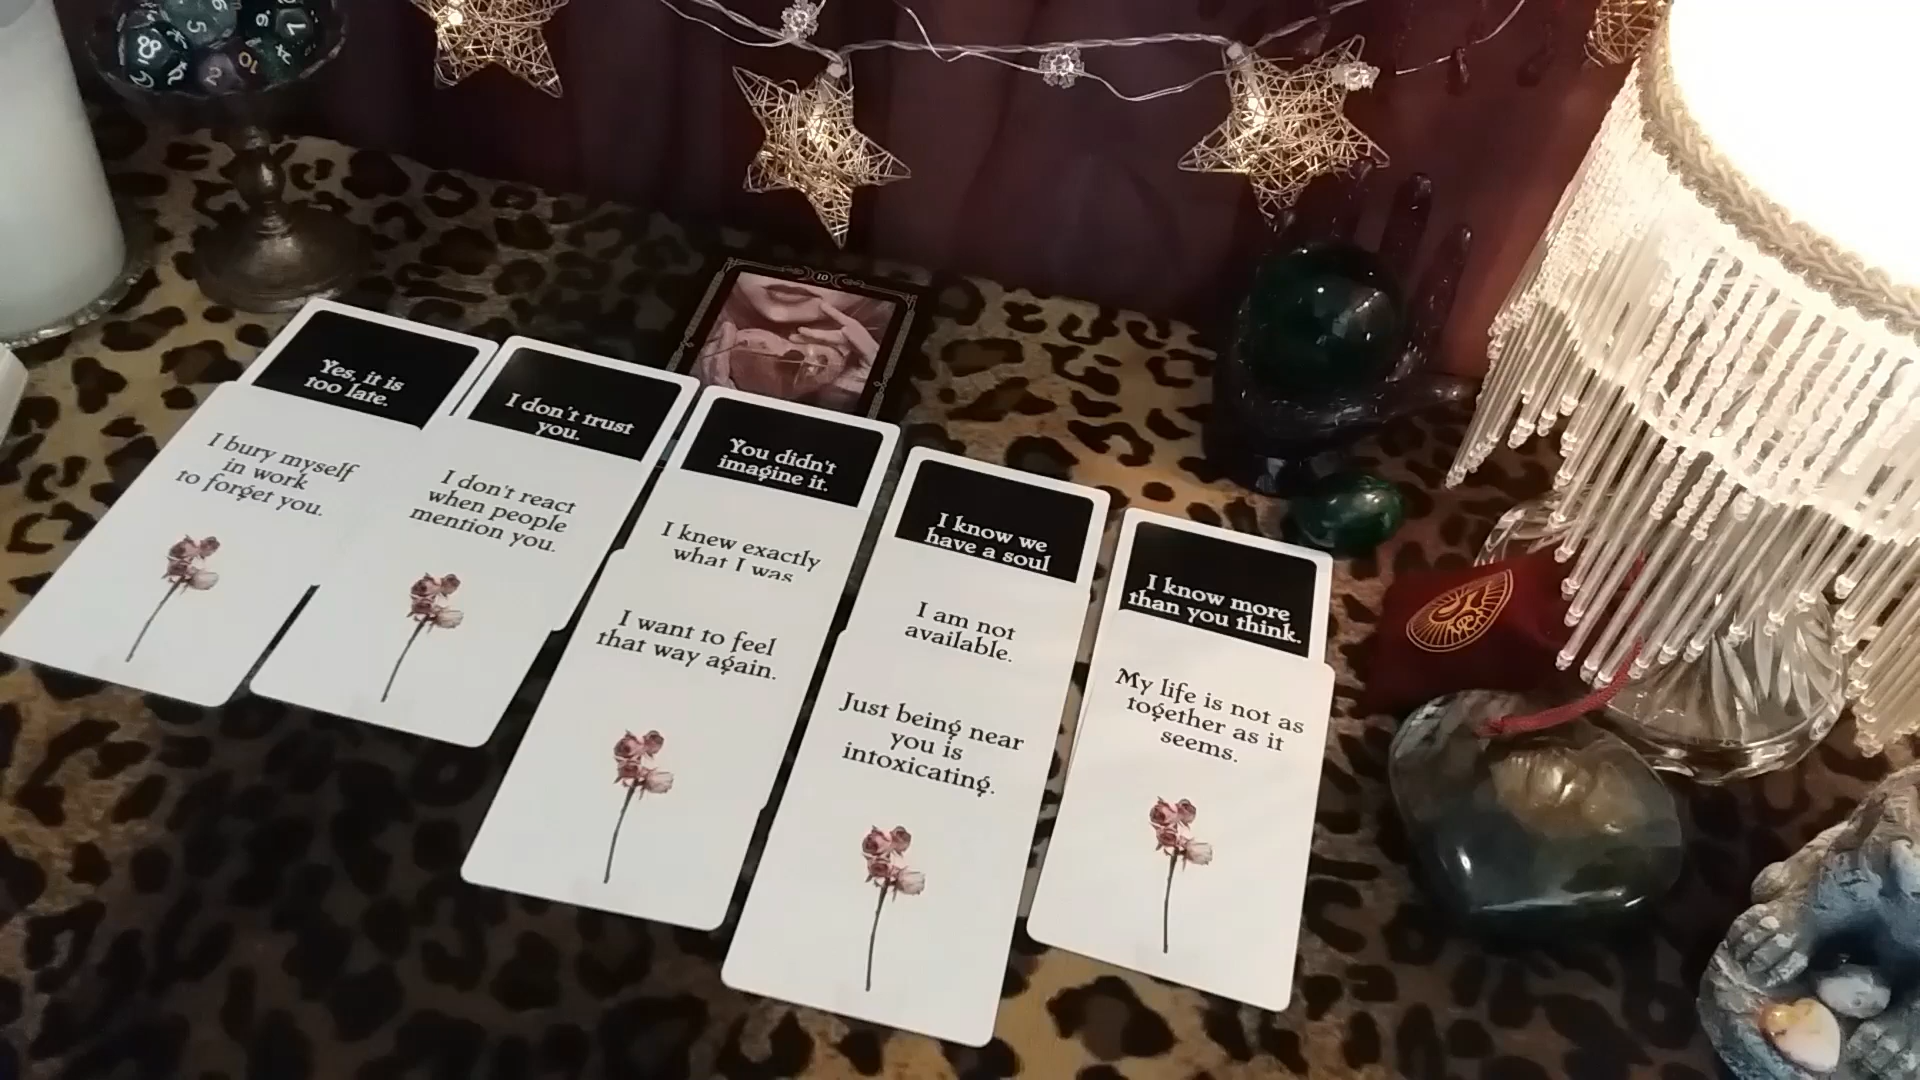 10
Yes, it is
too late.
I bury myself
in work
to forget you.
I don't trust
you.
I don't react
when people
mention you.
You didn't
imagine it.
I knew exactly
what I was
I want to feel
that way again.
I know we
have a soul
I am not
available.
Just being near
you is
intoxicating.
I know more
than you think.
My life is not as
together as it
seems.